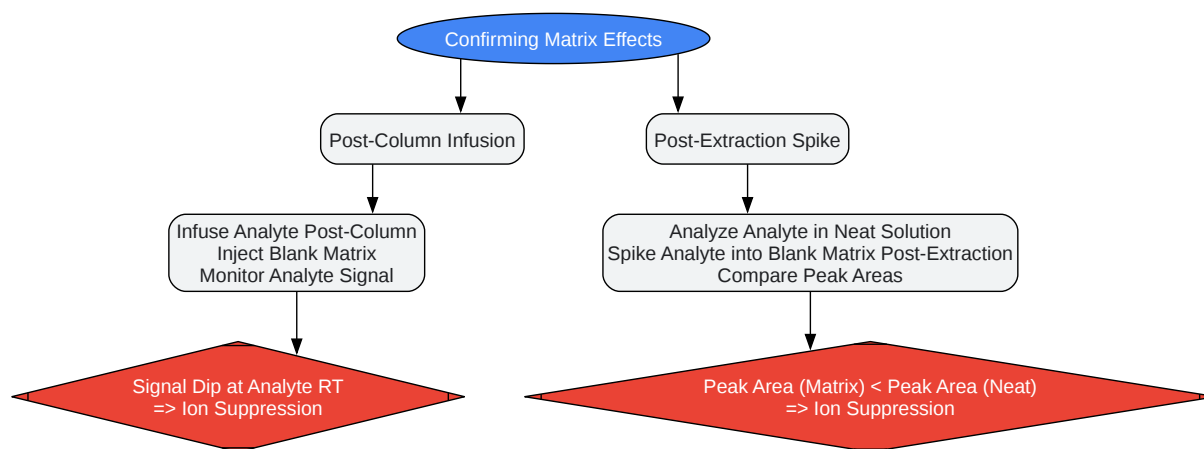 Confirming Matrix Effects
Post-Column Infusion
Post-Extraction Spike
Infuse Analyte Post-Column
Inject Blank Matrix
Monitor Analyte Signal
Analyze Analyte in Neat Solution
Spike Analyte into Blank Matrix Post-Extraction
Compare Peak Areas
Signal Dip at Analyte RT
=> Ion Suppression
Peak Area (Matrix) < Peak Area (Neat)
=> Ion Suppression